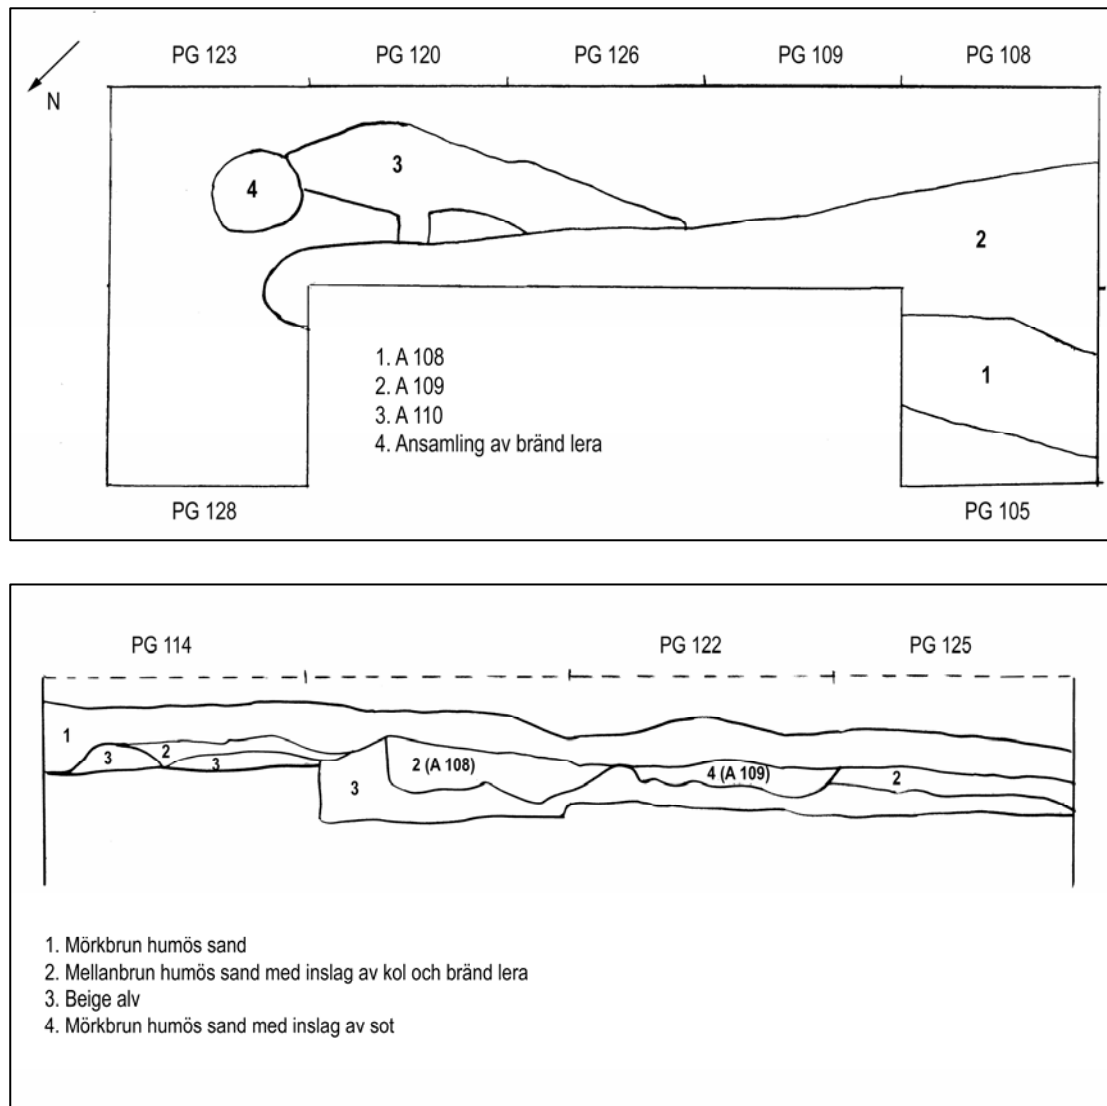 PG 123 PG 120 PG 126 PG 109 PG 108
N
3
4
2
1
1. A 108
2. A 109
3. A 110
4. Ansamling av bränd lera
PG 128 PG 105
PG 114 PG 122 PG 125
1 2 3 3 3 2 (A 108) 4 (A 109) 2
1. Mörkbrun humös sand
2. Mellanbrun humös sand med inslag av kol och bränd lera
3. Beige alv
4. Mörkbrun humös sand med inslag av sot